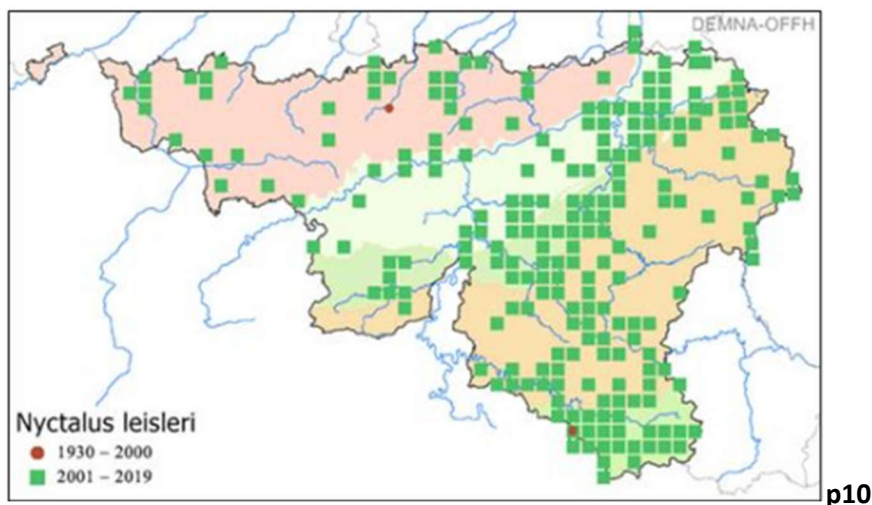 DEMNA-OFFH
Nyctalus leisleri
1930 – 2000
2001 – 2019
p10